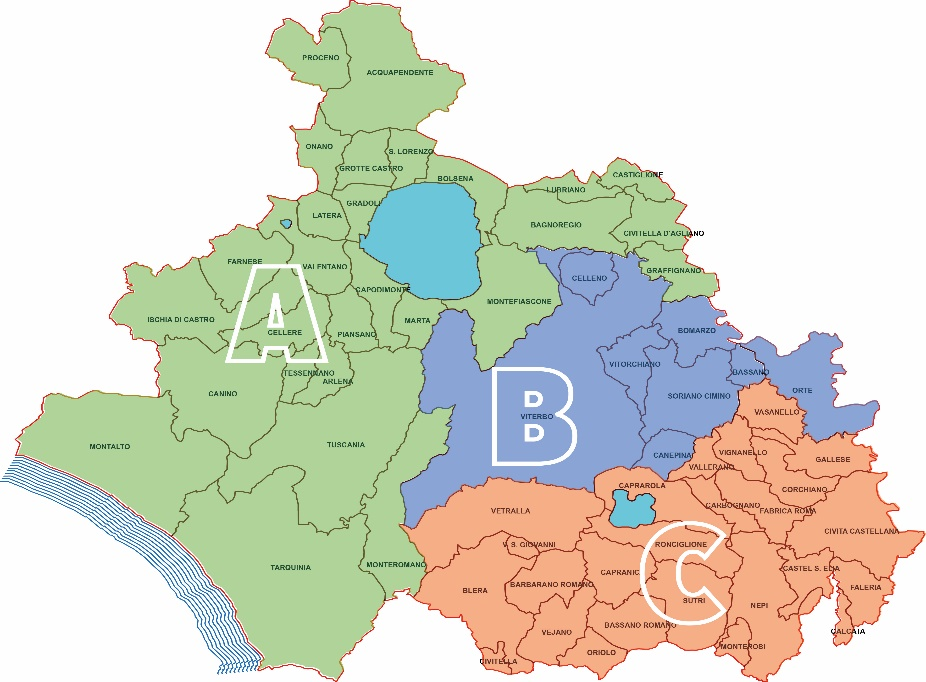 PROCENO
ACQUAPENDENTE
ONANO
S. LORENZO
GROTTE CASTRO
BOLSENA
CASTIGLIONE
LUBRIANO
GRADOLI
LATERA
BAGNOREGIO
CIVITELLA D'AGLIANO
FARNESE
VALENTANO
GRAFFIGNANO
CELLENO
CAPODIMONTE
MONTEFIASCONE
A
ISCHIA DI CASTRO
MARTA
CELLERE
PIANSANO
BOMARZO
VITORCHIANO
TESSENNANO
ARLENA
BASSANO
CANINO
SORIANO CIMINO
ORTE
B
VITERBO
VASANELLO
MONTALTO
TUSCANIA
CANEPINA
VIGNANELLO
GALLESE
VALLERANO
CAPRAROLA
CORCHIANO
VETRALLA
CARBOGNANO
FABRICA ROMA
CIVITA CASTELLANA
V. S. GIOVANNI
RONCIGLIONE
C
TARQUINIA
MONTEROMANO
CAPRANIC
CASTEL S. ELIA
BLERA
BARBARANO ROMANO
FALERIA
SUTRI
NEPI
VEJANO
BASSANO ROMANO
CALCATA
ORIOLO
MONTEROSI
CIVITELLA